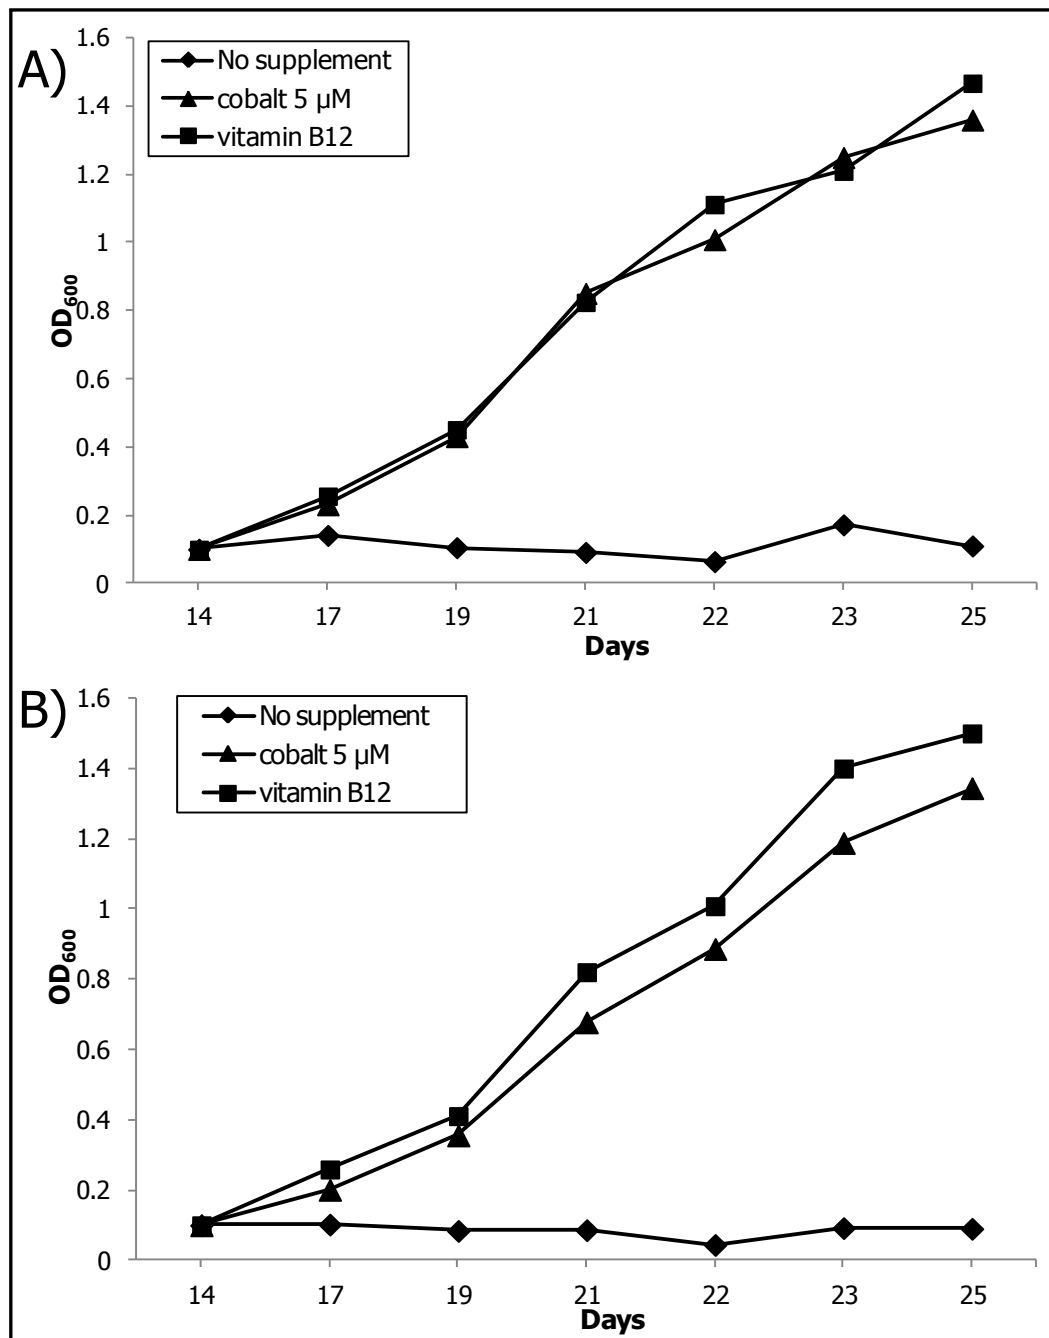 A)
No supplement
cobalt 5 µM
vitamin B12
1.6
1.4
1.2
1
0.8
0.6
0.4
0.2
0
OD600
14 17 19 21 22 23 25
Days
B)
No supplement
cobalt 5 µM
vitamin B12
1.6
1.4
1.2
1
0.8
0.6
0.4
0.2
0
OD600
14 17 19 21 22 23 25
Days